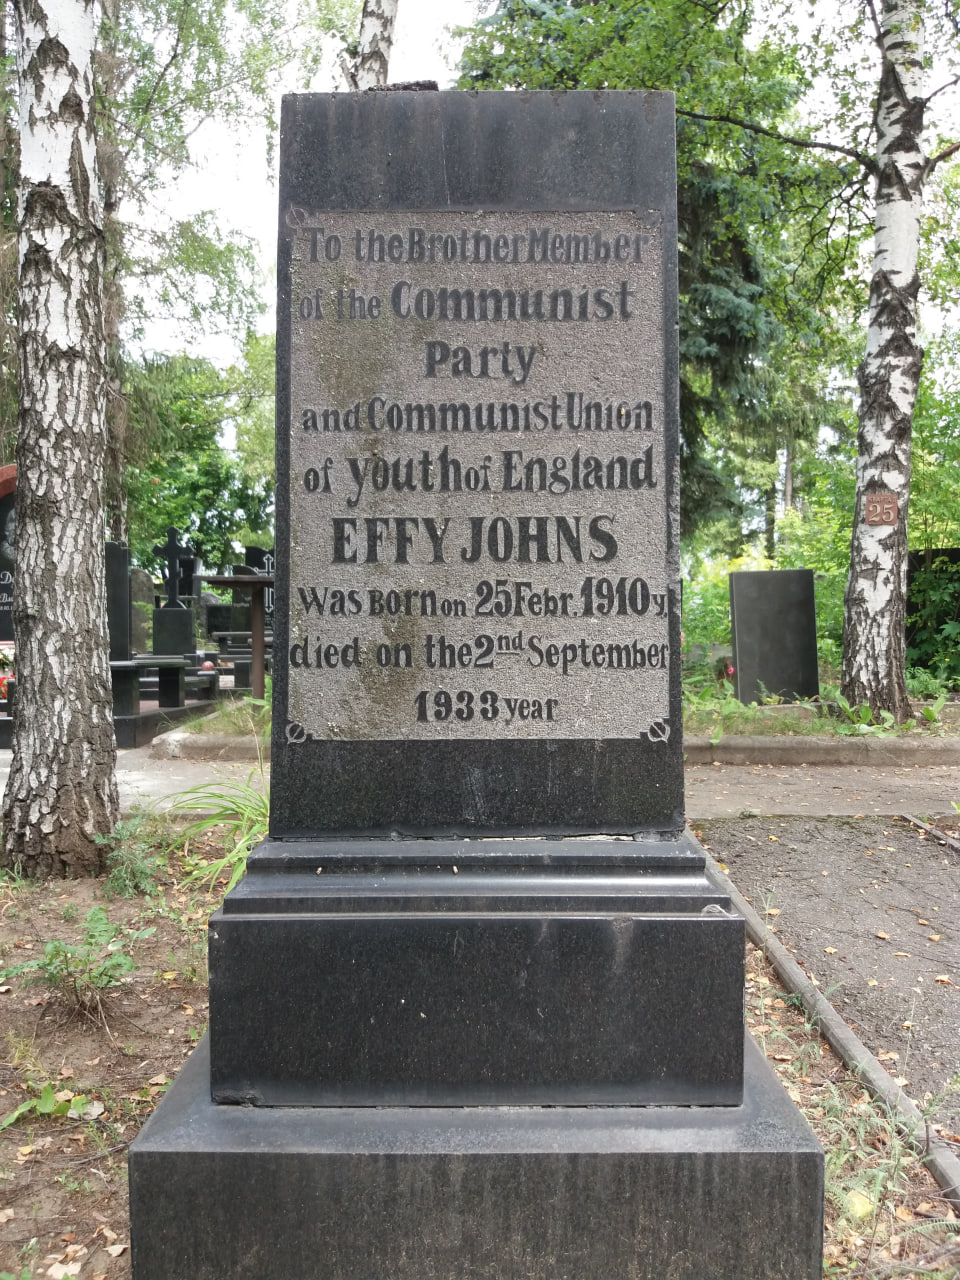 To the Brother Member
of the Communist
Party
and Communist Union
of youth of England
EFFY JOHNS
was born on 25 Febr. 1910 y.
died on the 2nd September
1933 year
25